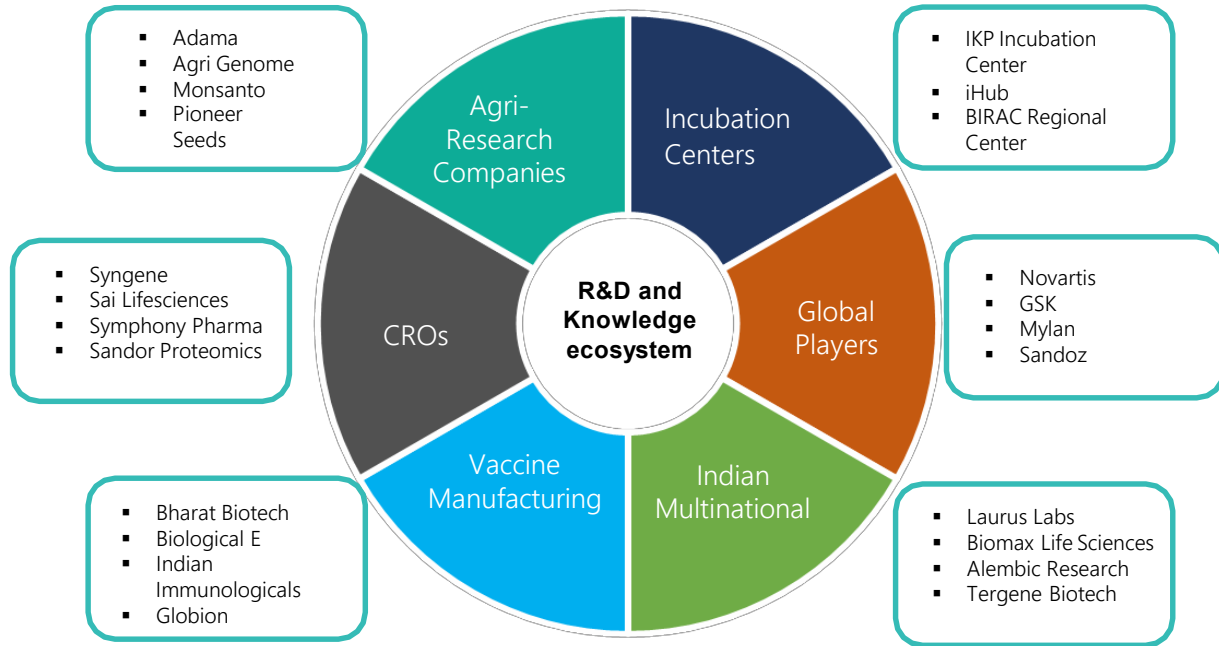 ▪ Adama
▪ Agri Genome
▪ Monsanto
▪ Pioneer
Seeds
Agri-
Research
Companies
Incubation
Centers
▪ IKP Incubation
Center
▪ iHub
▪ BIRAC Regional
Center
▪ Syngene
▪ Sai Lifesciences
▪ Symphony Pharma
▪ Sandor Proteomics
CROs
R&D and
Knowledge
ecosystem
Global
Players
▪ Novartis
▪ GSK
▪ Mylan
▪ Sandoz
▪ Bharat Biotech
▪ Biological E
▪ Indian
Immunologicals
▪ Globion
Vaccine
Manufacturing
Indian
Multinational
▪ Laurus Labs
▪ Biomax Life Sciences
▪ Alembic Research
▪ Tergene Biotech